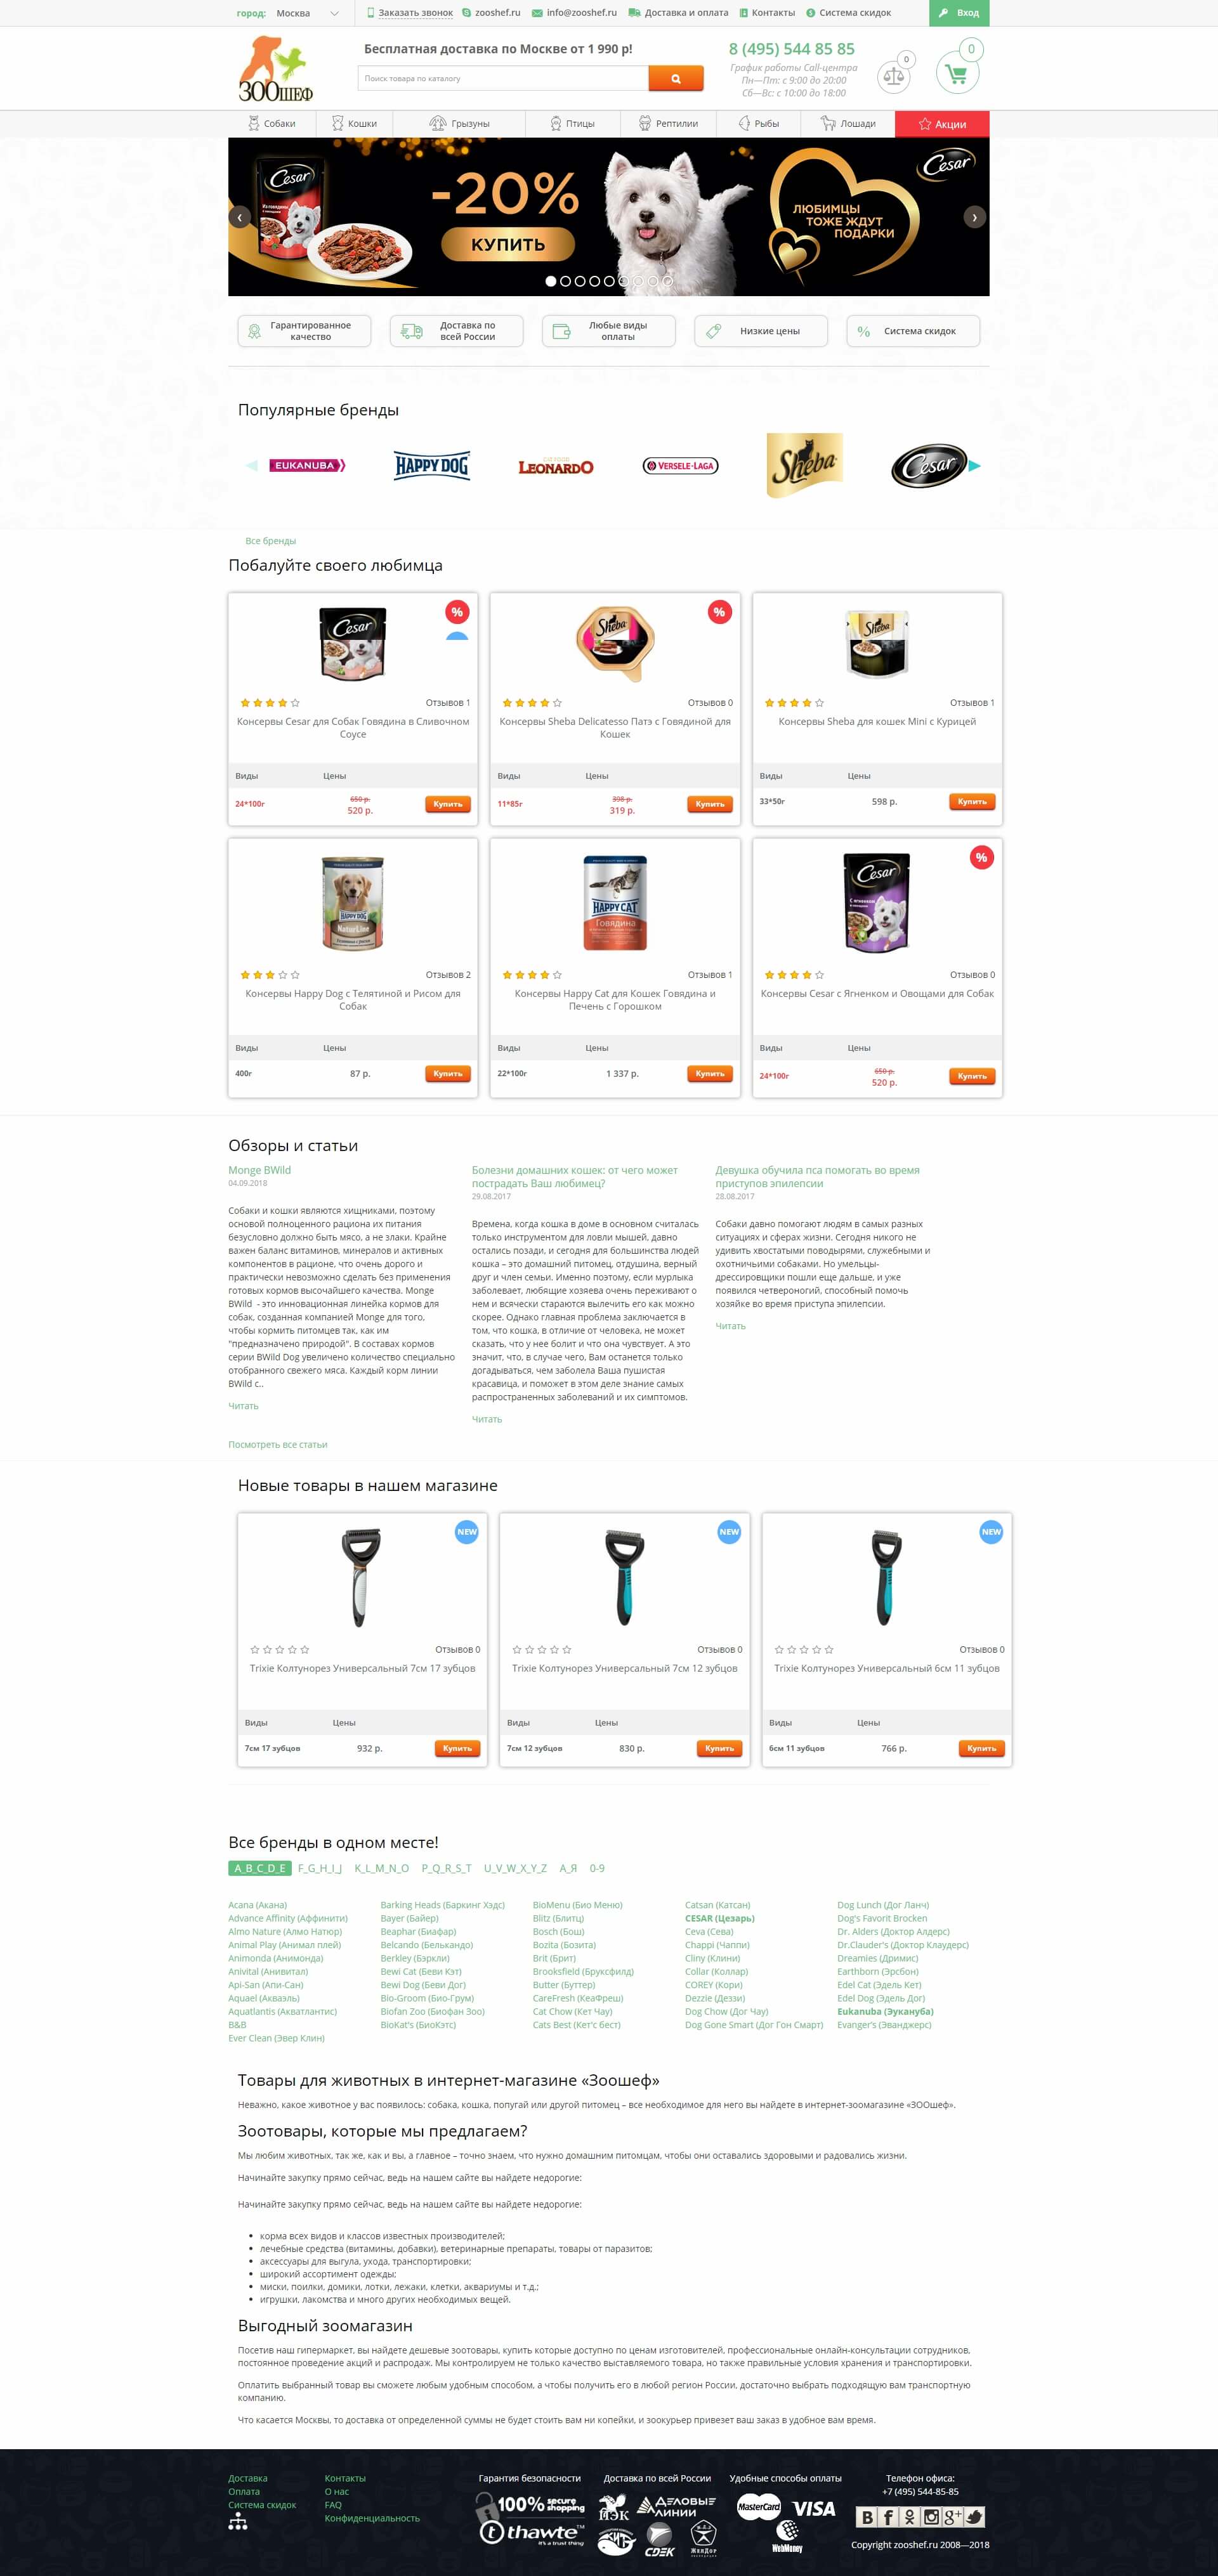 город: Москва Заказать звонок zooshef.ru info@zooshef.ru Доставка и оплата Контакты Система скидок Вход
ЗООшеф
Бесплатная доставка по Москве от 1 990 р!
Поиск товара по каталогу
8 (495) 544 85 85
График работы Call-центра
Пн—Пт: с 9:00 до 20:00
Сб—Вс: с 10:00 до 18:00
0
0
Собаки Кошки Грызуны Птицы Рептилии Рыбы Лошади Акции
Cesar
-20%
КУПИТЬ
ЛЮБИМЦЫ
ТОЖЕ ЖДУТ
ПОДАРКИ
Cesar
Гарантированное качество
Доставка по всей России
Любые виды оплаты
Низкие цены
% Система скидок
Популярные бренды
EUKANUBA HAPPY DOG LEONARDO VERSELE-LAGA Sheba Cesar
Все бренды
Побалуйте своего любимца
% % 
Отзывов 1 Отзывов 0 Отзывов 1
Консервы Cesar для Собак Говядина в Сливочном Соусе
Консервы Sheba Delicatesso Патэ с Говядиной для Кошек
Консервы Sheba для кошек Mini с Курицей
Виды Цены Виды Цены Виды Цены
24*100г 650 р. 520 р. Купить
11*85г 398 р. 319 р. Купить
33*50г 598 р. Купить
%
Отзывов 2 Отзывов 1 Отзывов 0
Консервы Happy Dog с Телятиной и Рисом для Собак
Консервы Happy Cat для Кошек Говядина и Печень с Горошком
Консервы Cesar с Ягненком и Овощами для Собак
Виды Цены Виды Цены Виды Цены
400г 87 р. Купить
22*100г 1 337 р. Купить
24*100г 650 р. 520 р. Купить
Обзоры и статьи
Monge BWild
04.09.2018
Собаки и кошки являются хищниками, поэтому
основой полноценного рациона их питания
безусловно должно быть мясо, а не злаки. Крайне
важен баланс витаминов, минералов и активных
компонентов в рационе, что очень дорого и
практически невозможно сделать без применения
готовых кормов высочайшего качества. Monge
BWild - это инновационная линейка кормов для
собак, созданная компанией Monge для того,
чтобы кормить питомцев так, как им
"предназначено природой". В составах кормов
серии BWild Dog увеличено количество специально
отобранного свежего мяса. Каждый корм линии
BWild с..
Читать
Болезни домашних кошек: от чего может
пострадать Ваш любимец?
29.08.2017
Времена, когда кошка в доме в основном считалась
только инструментом для ловли мышей, давно
остались позади, и сегодня для большинства людей
кошка – это домашний питомец, отдушина, верный
друг и член семьи. Именно поэтому, если мурлыка
заболевает, любящие хозяева очень переживают о
нем и всячески стараются вылечить его как можно
скорее. Однако главная проблема заключается в
том, что кошка, в отличие от человека, не может
сказать, что у нее болит и что она чувствует. А это
значит, что, в случае чего, Вам останется только
догадываться, чем заболела Ваша пушистая
красавица, и поможет в этом деле знание самых
распространенных заболеваний и их симптомов.
Читать
Девушка обучила пса помогать во время
приступов эпилепсии
28.08.2017
Собаки давно помогают людям в самых разных
ситуациях и сферах жизни. Сегодня никого не
удивить хвостатыми поводырями, служебными и
охотничьими собаками. Но умельцы-
дрессировщики пошли еще дальше, и уже
появился четвероногий, способный помочь
хозяйке во время приступа эпилепсии.
Читать
Посмотреть все статьи
Новые товары в нашем магазине
NEW NEW NEW
Отзывов 0 Отзывов 0 Отзывов 0
Trixie Колтунорез Универсальный 7см 17 зубцов
Trixie Колтунорез Универсальный 7см 12 зубцов
Trixie Колтунорез Универсальный 6см 11 зубцов
Виды Цены Виды Цены Виды Цены
7см 17 зубцов 932 р. Купить
7см 12 зубцов 830 р. Купить
6см 11 зубцов 766 р. Купить
Все бренды в одном месте!
A_B_C_D_E F_G_H_I_J K_L_M_N_O P_Q_R_S_T U_V_W_X_Y_Z А_Я 0-9
Acana (Акана) Barking Heads (Баркинг Хэдс) BioMenu (Био Меню) Catsan (Катсан) Dog Lunch (Дог Ланч)
Advance Affinity (Аффинити) Bayer (Байер) Blitz (Блитц) CESAR (Цезарь) Dog's Favorit Brocken
Almo Nature (Алмо Натюр) Beaphar (Биафар) Bosch (Бош) Ceva (Сева) Dr. Alders (Доктор Алдерс)
Animal Play (Анимал плей) Belcando (Белькандо) Bozita (Бозита) Chappi (Чаппи) Dr.Clauder's (Доктор Клаудерс)
Animonda (Анимонда) Berkley (Бэркли) Brit (Брит) Cliny (Клини) Dreamies (Дримис)
Anivital (Анивитал) Bewi Cat (Беви Кэт) Brooksfield (Бруксфилд) Collar (Коллар) Earthborn (Эрсбон)
Api-San (Апи-Сан) Bewi Dog (Беви Дог) Butter (Буттер) COREY (Кори) Edel Cat (Эдель Кет)
Aquael (Акваэль) Bio-Groom (Био-Грум) CareFresh (КеаФреш) Dezzie (Деззи) Edel Dog (Эдель Дог)
Aquatlantis (Акватлантис) Biofan Zoo (Биофан Зоо) Cat Chow (Кет Чау) Dog Chow (Дог Чау) Eukanuba (Эукануба)
B&B BioKat's (БиоКэтс) Cats Best (Кет'с бест) Dog Gone Smart (Дог Гон Смарт) Evanger's (Эванджерс)
Ever Clean (Эвер Клин)
Товары для животных в интернет-магазине «Зоошеф»
Неважно, какое животное у вас появилось: собака, кошка, попугай или другой питомец – все необходимое для него вы найдете в интернет-зоомагазине «ЗООшеф».
Зоотовары, которые мы предлагаем?
Мы любим животных, так же, как и вы, а главное – точно знаем, что нужно домашним питомцам, чтобы они оставались здоровыми и радовались жизни.
Начинайте закупку прямо сейчас, ведь на нашем сайте вы найдете недорогие:
Начинайте закупку прямо сейчас, ведь на нашем сайте вы найдете недорогие:
• корма всех видов и классов известных производителей;
• лечебные средства (витамины, добавки), ветеринарные препараты, товары от паразитов;
• аксессуары для выгула, ухода, транспортировки;
• широкий ассортимент одежды;
• миски, поилки, домики, лотки, лежаки, клетки, аквариумы и т.д.;
• игрушки, лакомства и много других необходимых вещей.
Выгодный зоомагазин
Посетив наш гипермаркет, вы найдете дешевые зоотовары, купить которые доступно по ценам изготовителей, профессиональные онлайн-консультации сотрудников,
постоянное проведение акций и распродаж. Мы контролируем не только качество выставляемого товара, но также правильные условия хранения и транспортировки.
Оплатить выбранный товар вы сможете любым удобным способом, а чтобы получить его в любой регион России, достаточно выбрать подходящую вам транспортную
компанию.
Что касается Москвы, то доставка от определенной суммы не будет стоить вам ни копейки, и зоокурьер привезет ваш заказ в удобное вам время.
Доставка
Оплата
Система скидок
Контакты
О нас
FAQ
Конфиденциальность
Гарантия безопасности
100% secure shopping
thawte™
it's a trust thing
Доставка по всей России
ПЭК ДЕЛОВЫЕ ЛИНИИ
КИТ CDEK ЖелДор
Удобные способы оплаты
MasterCard VISA
WebMoney
Телефон офиса:
+7 (495) 544-85-85
Copyright zooshef.ru 2008—2018